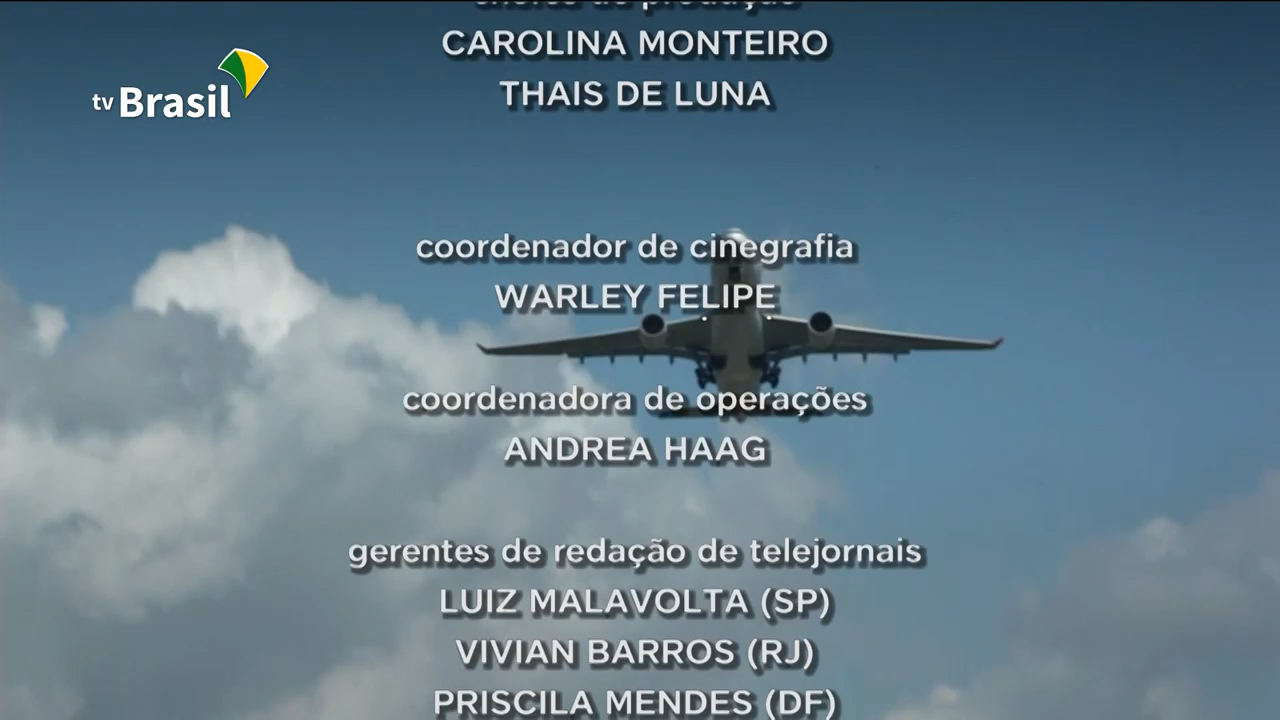 CAROLINA MONTEIRO
THAIS DE LUNA
tv Brasil
coordenador de cinegrafia
WARLEY FELIPE
coordenadora de operações
ANDREA HAAG
gerentes de redação de telejornais
LUIZ MALAVOLTA (SP)
VIVIAN BARROS (RJ)
PRISCILA MENDES (DF)